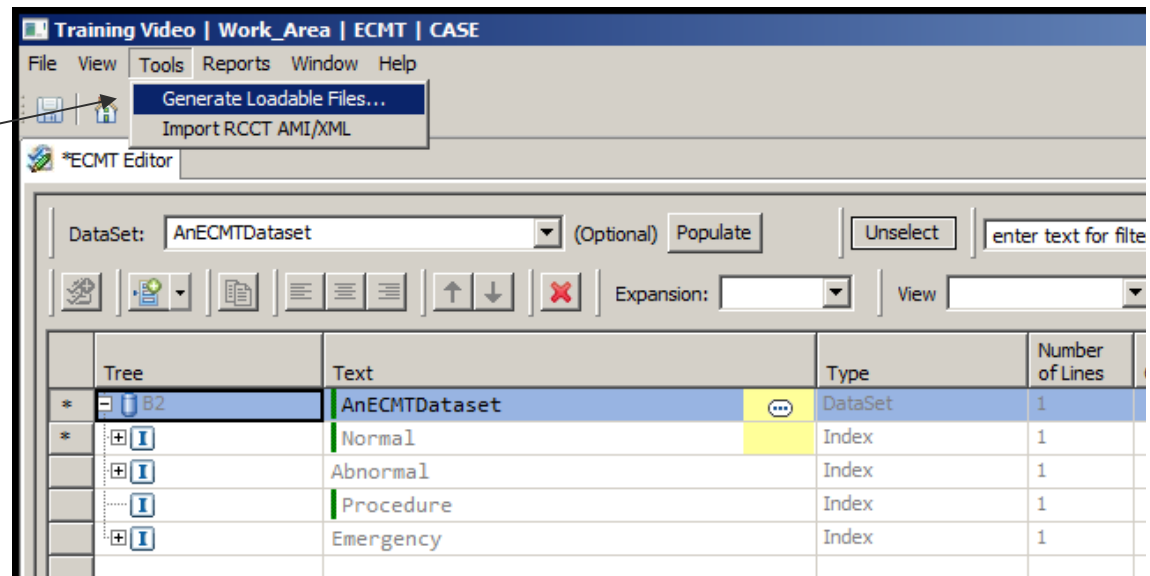 Training Video | Work_Area | ECMT | CASE
File View Tools Reports Window Help
Generate Loadable Files...
Import RCCT AMI/XML
*ECMT Editor
DataSet: AnECMTDataset (Optional) Populate Unselect enter text for filte
Expansion: View
Tree Text Type Number of Lines
* B2 AnECMTDataset DataSet 1
* I Normal Index 1
I Abnormal Index 1
I Procedure Index 1
I Emergency Index 1